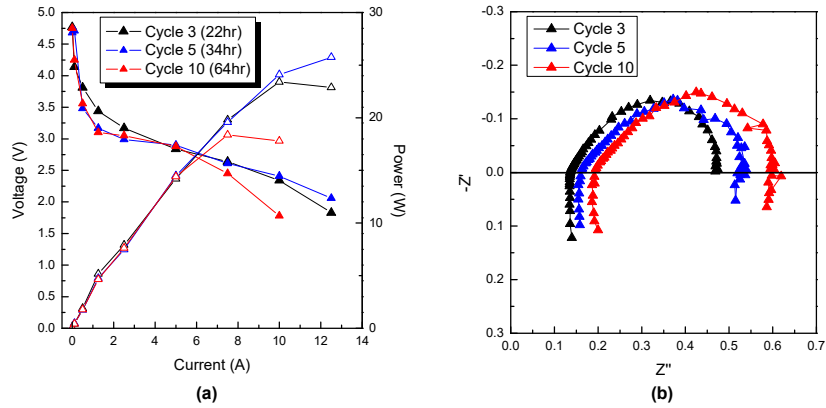 Cycle 3 (22hr)
Cycle 5 (34hr)
Cycle 10 (64hr)
5.0
4.5
4.0
3.5
3.0
2.5
2.0
1.5
1.0
0.5
0.0
Voltage (V)
30
20
10
0
Power (W)
0 2 4 6 8 10 12 14
Current (A)
(a)
Cycle 3
Cycle 5
Cycle 10
-0.3
-0.2
-0.1
0.0
0.1
0.2
0.3
-Z'
0.0 0.1 0.2 0.3 0.4 0.5 0.6 0.7
Z"
(b)